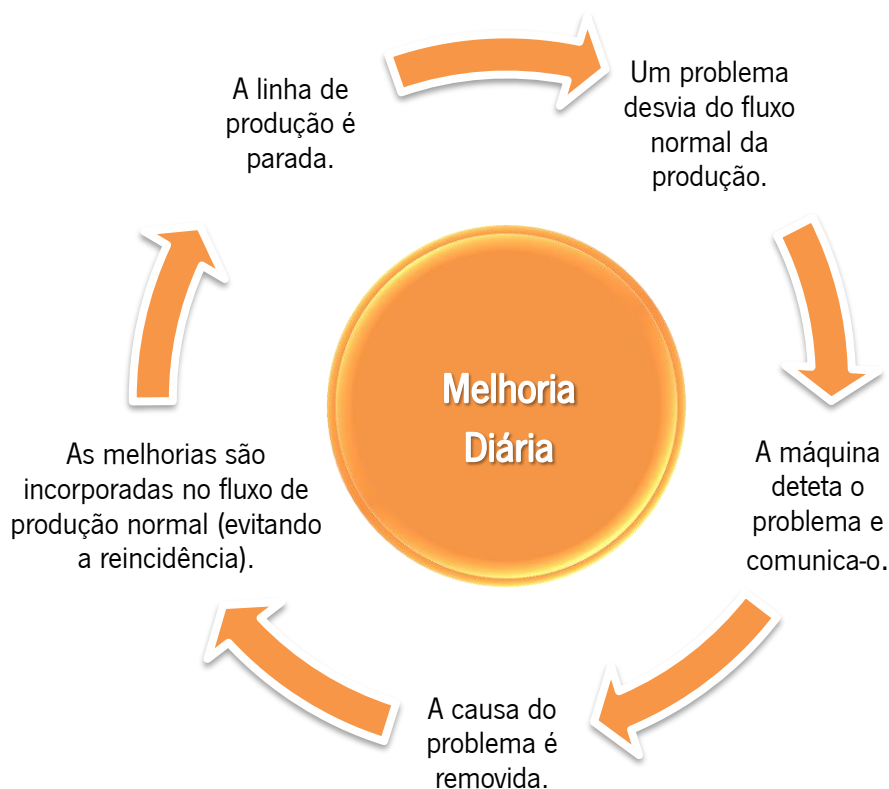 A linha de
produção é
parada.
Um problema
desvia do fluxo
normal da
produção.
A máquina
deteta o
problema e
comunica-o.
A causa do
problema é
removida.
As melhorias são
incorporadas no fluxo de
produção normal (evitando
a reincidência).
Melhoria
Diária